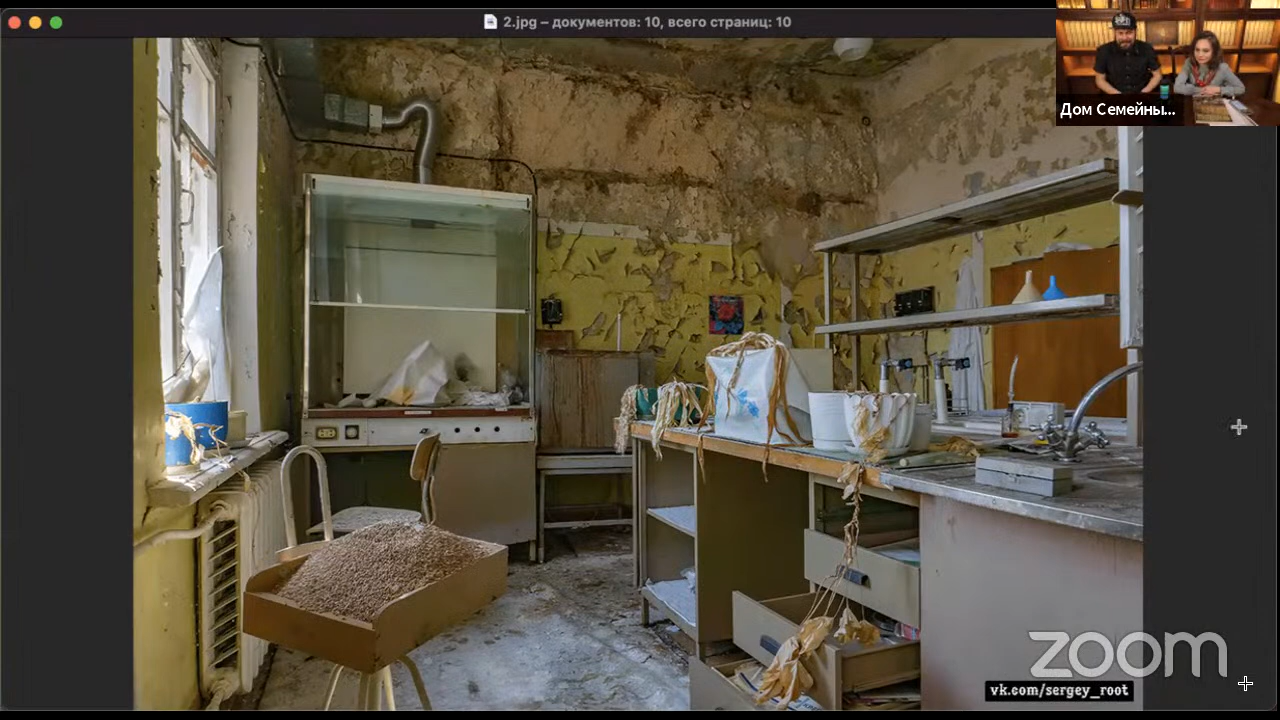 2.jpg – документов: 10, всего страниц: 10
Дом Семейны...
zoom
vk.com/sergey_root